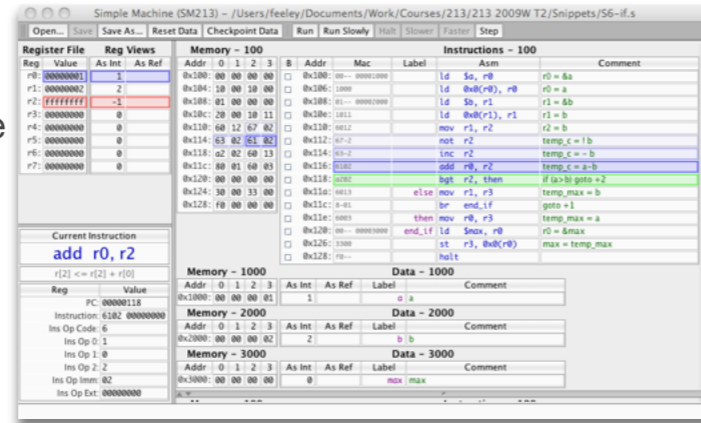 e
Simple Machine (SM213) – /Users/feeley/Documents/Work/Courses/213/213 2009W T2/Snippets/S6-if.s
Open... Save Save As... Reset Data Checkpoint Data Run Run Slowly Halt Slower Faster Step
Register File Reg Views
Reg Value As Int As Ref
r0: 00000001 1
r1: 00000002 2
r2: ffffffff -1
r3: 00000000 0
r4: 00000000 0
r5: 00000000 0
r6: 00000000 0
r7: 00000000 0
Current Instruction
add r0, r2
r[2] <= r[2] + r[0]
Reg Value
PC: 00000118
Instruction: 6102 00000000
Ins Op Code: 6
Ins Op 0: 1
Ins Op 1: 0
Ins Op 2: 2
Ins Op Imm: 02
Ins Op Ext: 00000000
Memory – 100
Addr 0 1 2 3
0x100: 00 00 00 00
0x104: 10 00 10 00
0x108: 01 00 00 00
0x10c: 20 00 10 11
0x110: 60 12 67 02
0x114: 63 02 61 02
0x118: a2 02 60 13
0x11c: 80 01 60 03
0x120: 00 00 00 00
0x124: 30 00 33 00
0x128: f0 00 00 00
Instructions – 100
B Addr Mac Label Asm Comment
0x100: 00-- 00001000 ld $a, r0 r0 = &a
0x106: 1000 ld 0x0(r0), r0 r0 = a
0x108: 01-- 00002000 ld $b, r1 r1 = &b
0x10e: 1011 ld 0x0(r1), r1 r1 = b
0x110: 6012 mov r1, r2 r2 = b
0x112: 67-2 not r2 temp_c = ! b
0x114: 63-2 inc r2 temp_c = – b
0x116: 6102 add r0, r2 temp_c = a-b
0x118: a202 bgt r2, then if (a>b) goto +2
0x11a: 6013 else mov r1, r3 temp_max = b
0x11c: 8-01 br end_if goto +1
0x11e: 6003 then mov r0, r3 temp_max = a
0x120: 00-- 00003000 end_if ld $max, r0 r0 = &max
0x126: 3300 st r3, 0x0(r0) max = temp_max
0x128: f0-- halt
Memory – 1000 Data – 1000
Addr 0 1 2 3 As Int As Ref Label Comment
0x1000: 00 00 00 01 1 a a
Memory – 2000 Data – 2000
Addr 0 1 2 3 As Int As Ref Label Comment
0x2000: 00 00 00 02 2 b b
Memory – 3000 Data – 3000
Addr 0 1 2 3 As Int As Ref Label Comment
0x3000: 00 00 00 00 0 max max